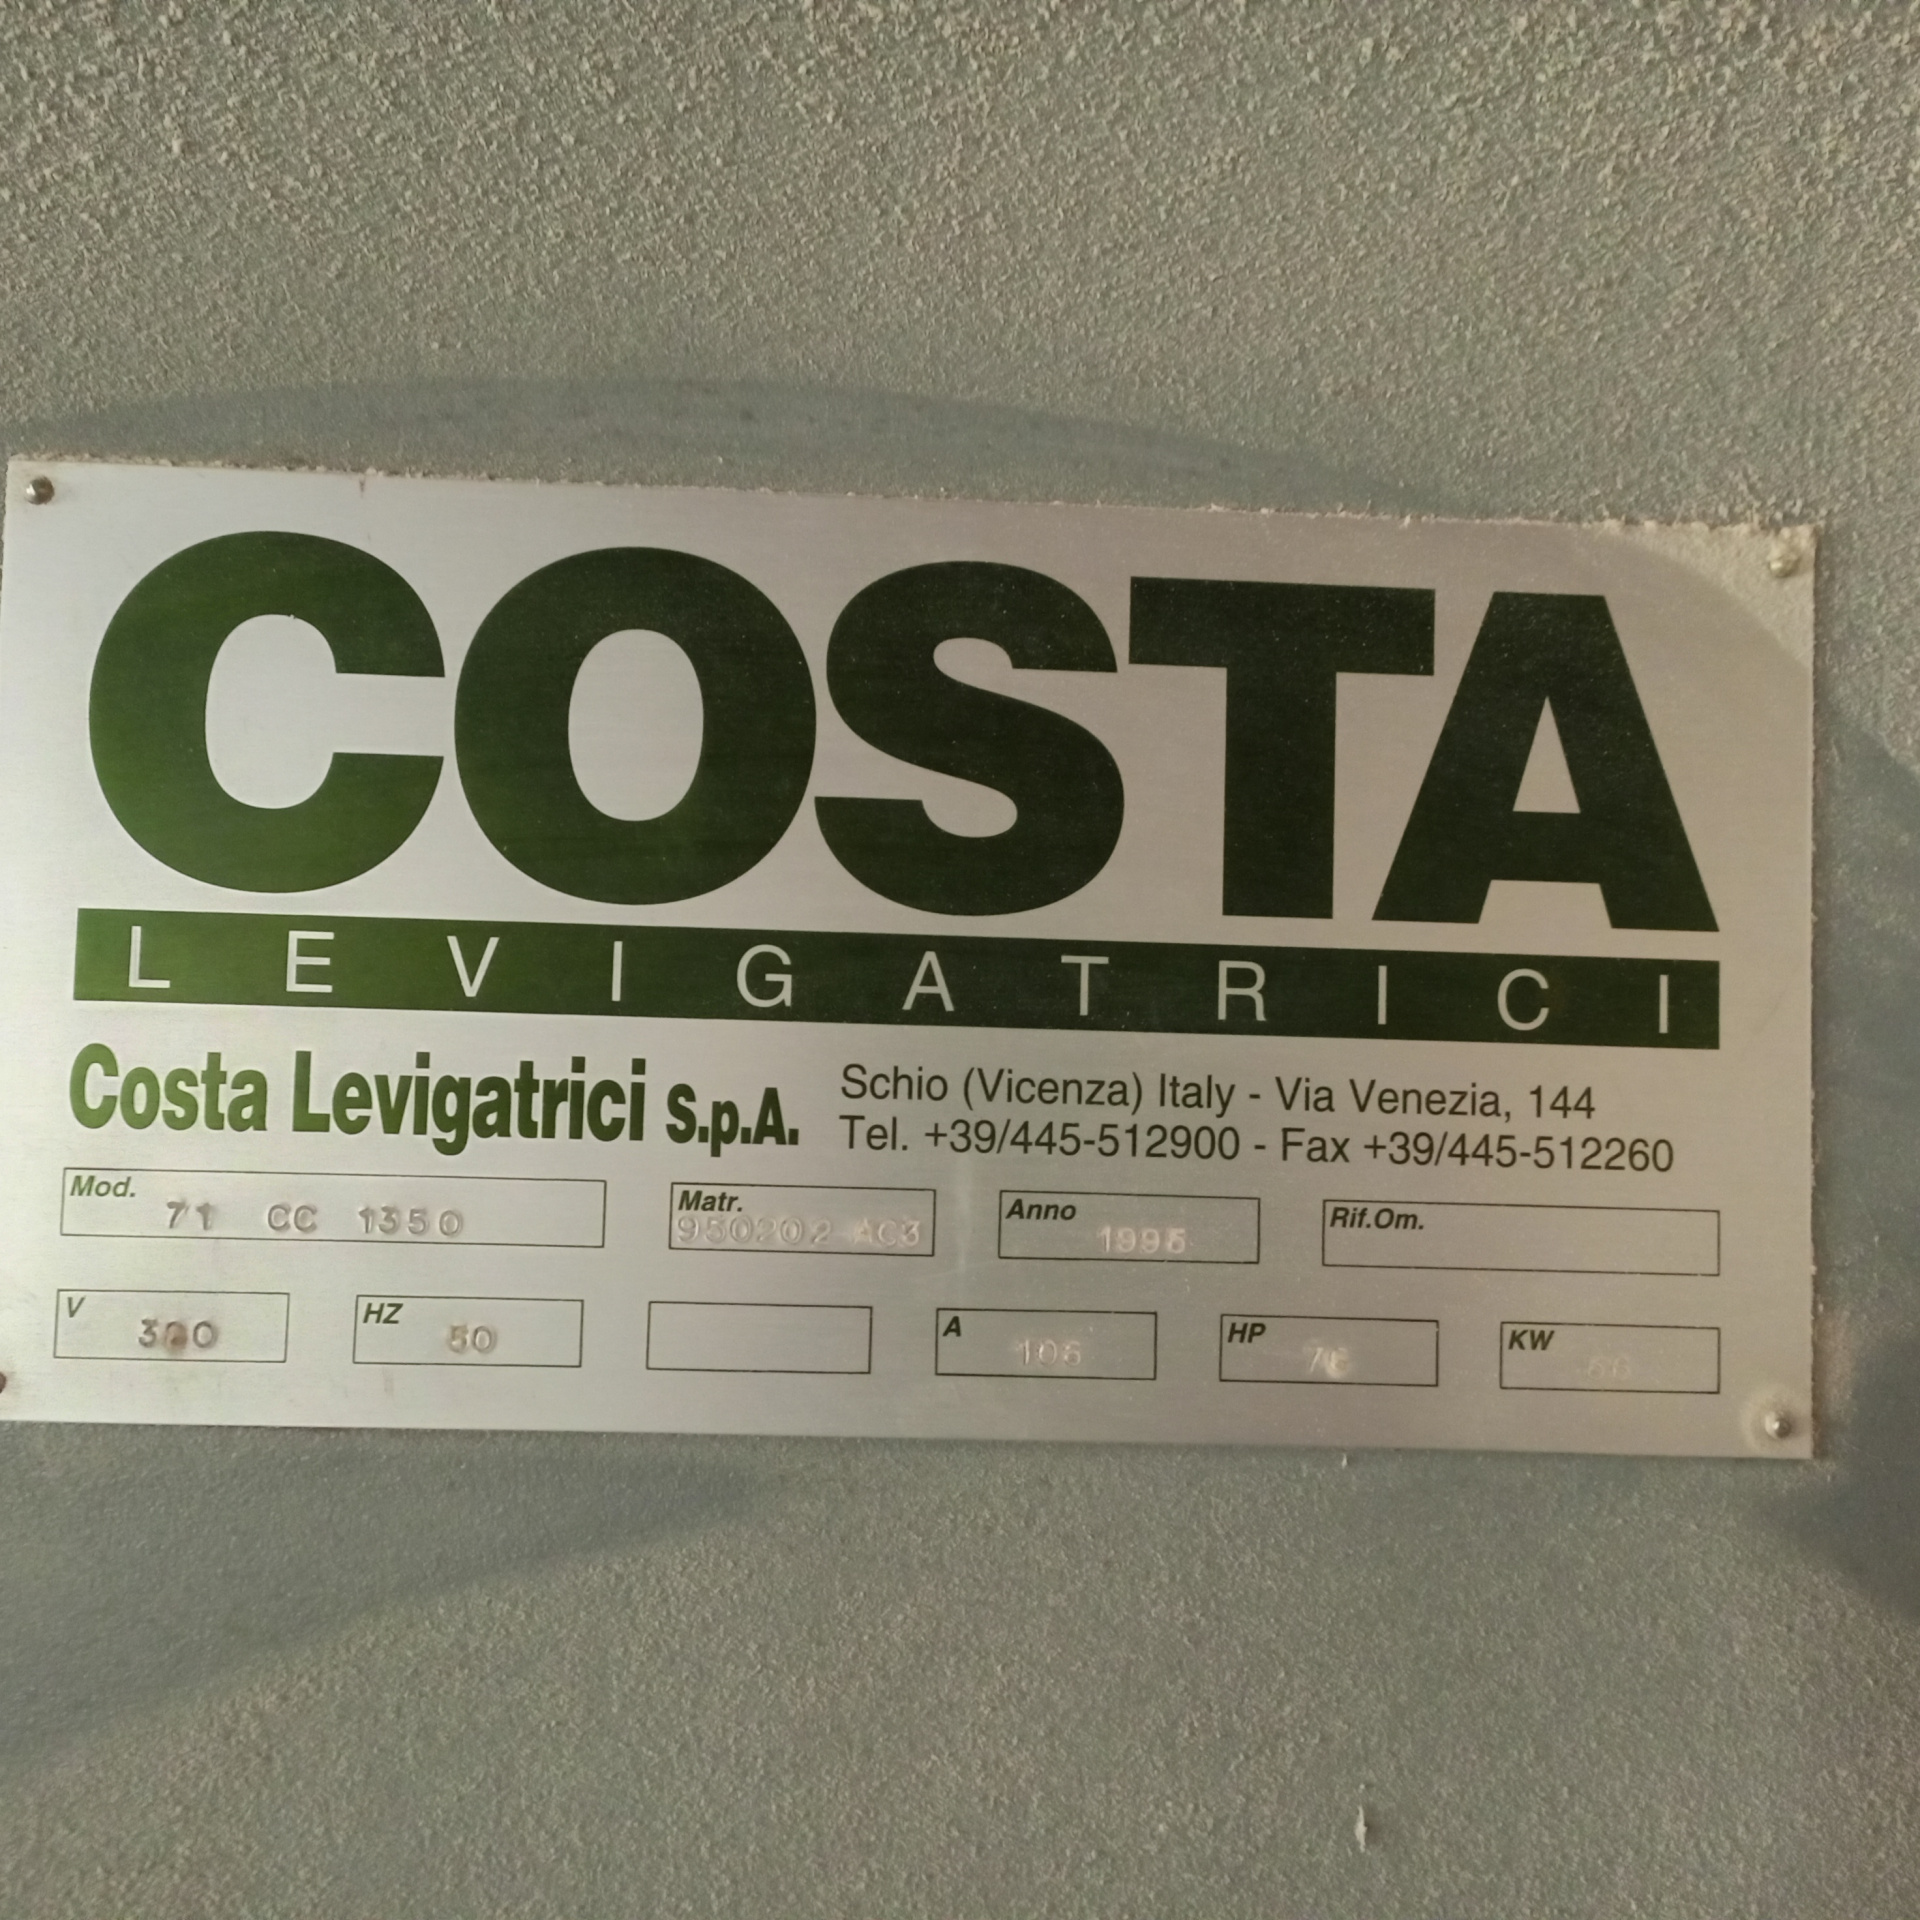 COSTA
LEVIGATRICI
Costa Levigatrici s.p.A.
Schio (Vicenza) Italy - Via Venezia, 144
Tel. +39/445-512900 - Fax +39/445-512260
Mod. 71 CC 1350 Matr. 950202 AC3 Anno 1995 Rif.Om.
V HZ 50 A HP KW